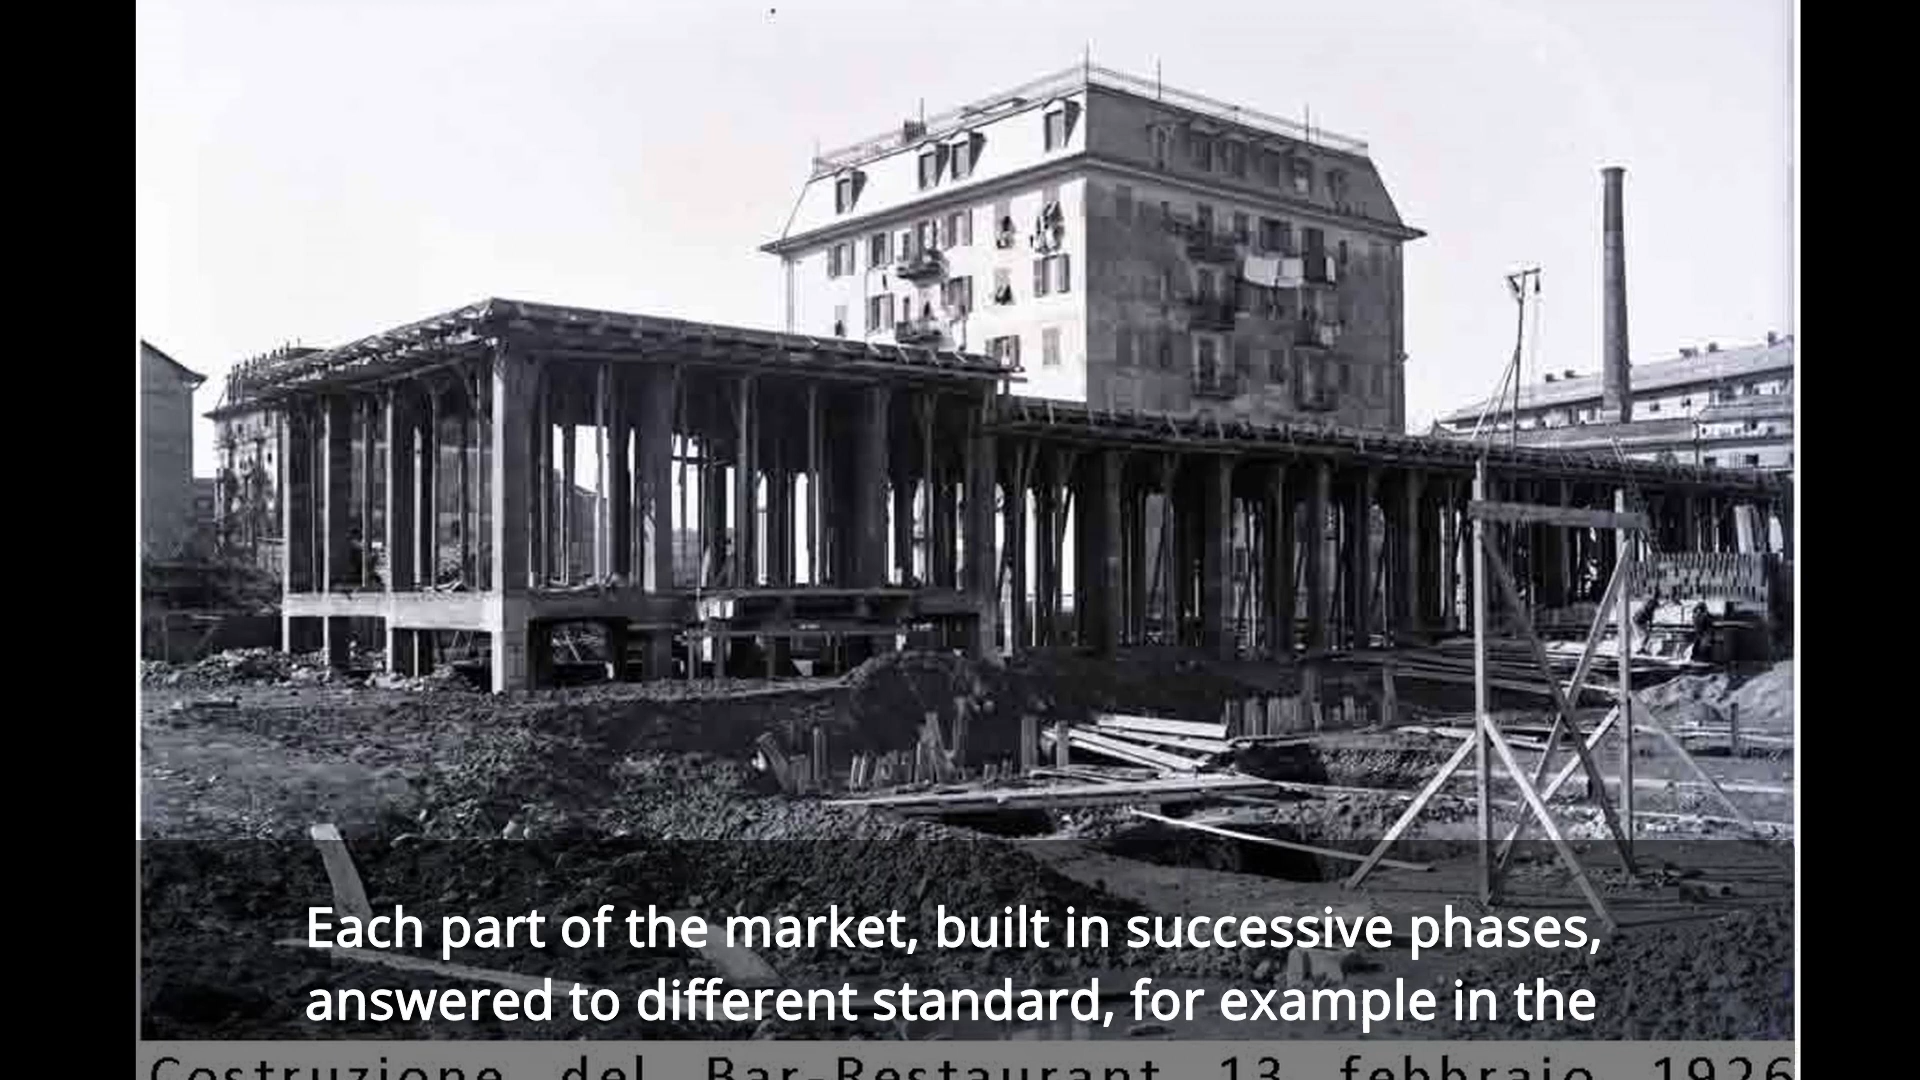 Each part of the market, built in successive phases,
answered to different standard, for example in the
Costruzione del Bar-Restaurant 13 febbraio 1926